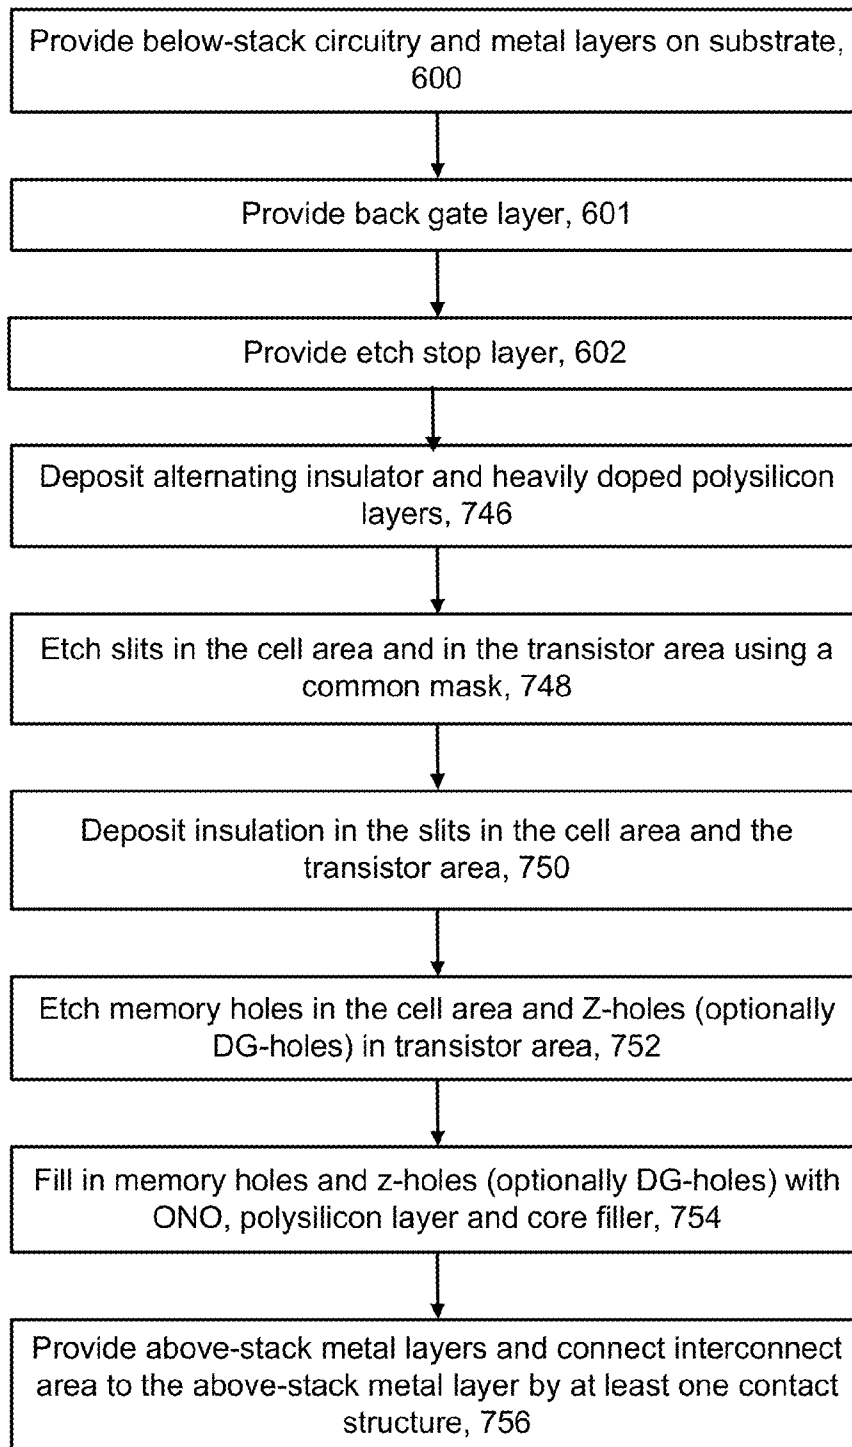 Provide below-stack circuitry and metal layers on substrate,
600
Provide back gate layer, 601
Provide etch stop layer, 602
Deposit alternating insulator and heavily doped polysilicon
layers, 746
Etch slits in the cell area and in the transistor area using a
common mask, 748
Deposit insulation in the slits in the cell area and the
transistor area, 750
Etch memory holes in the cell area and Z-holes (optionally
DG-holes) in transistor area, 752
Fill in memory holes and z-holes (optionally DG-holes) with
ONO, polysilicon layer and core filler, 754
Provide above-stack metal layers and connect interconnect
area to the above-stack metal layer by at least one contact
structure, 756